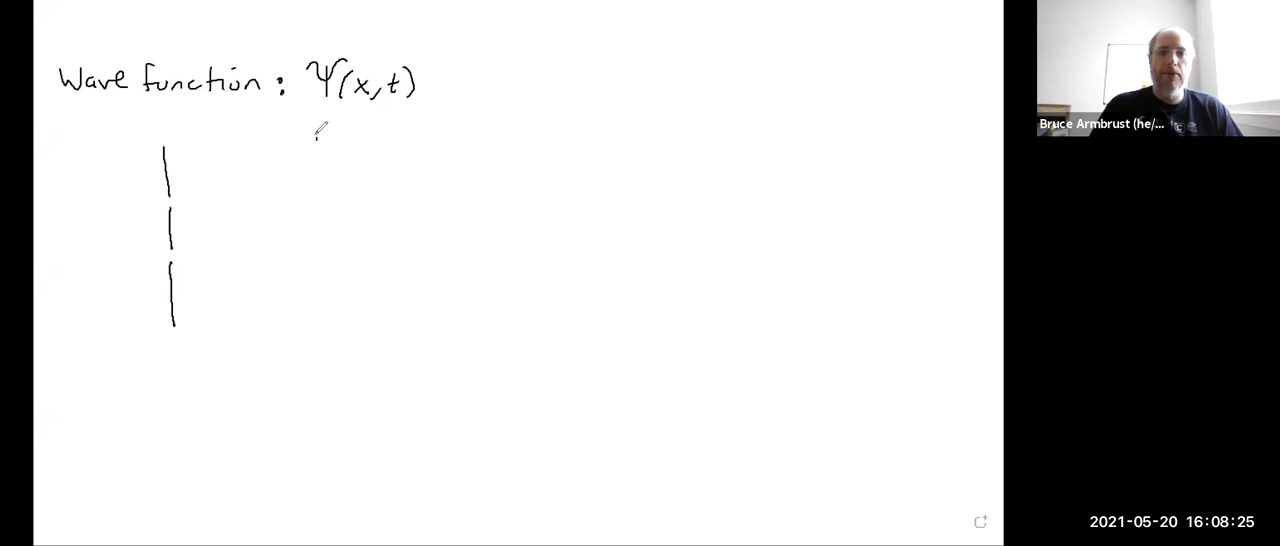 Wave function : Ψ(x,t)
Bruce Armbrust (he/...
2021-05-20 16:08:25